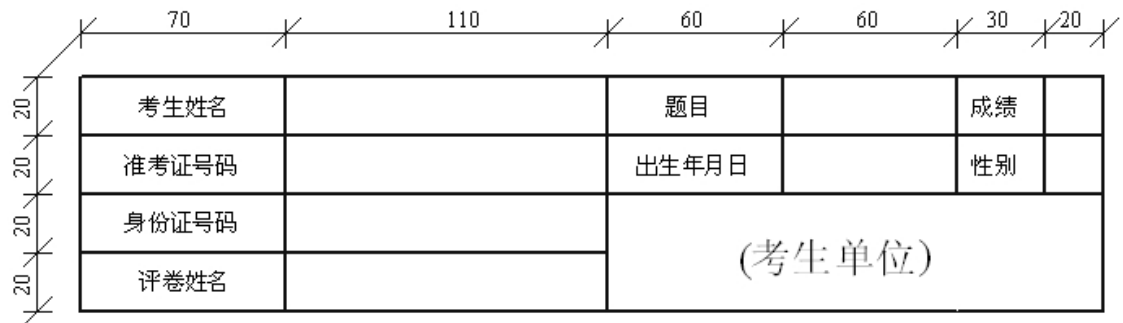 70 110 60 60 30 20
20 考生姓名 题目 成绩
20 准考证号码 出生年月日 性别
20 身份证号码
(考生单位)
20 评卷姓名